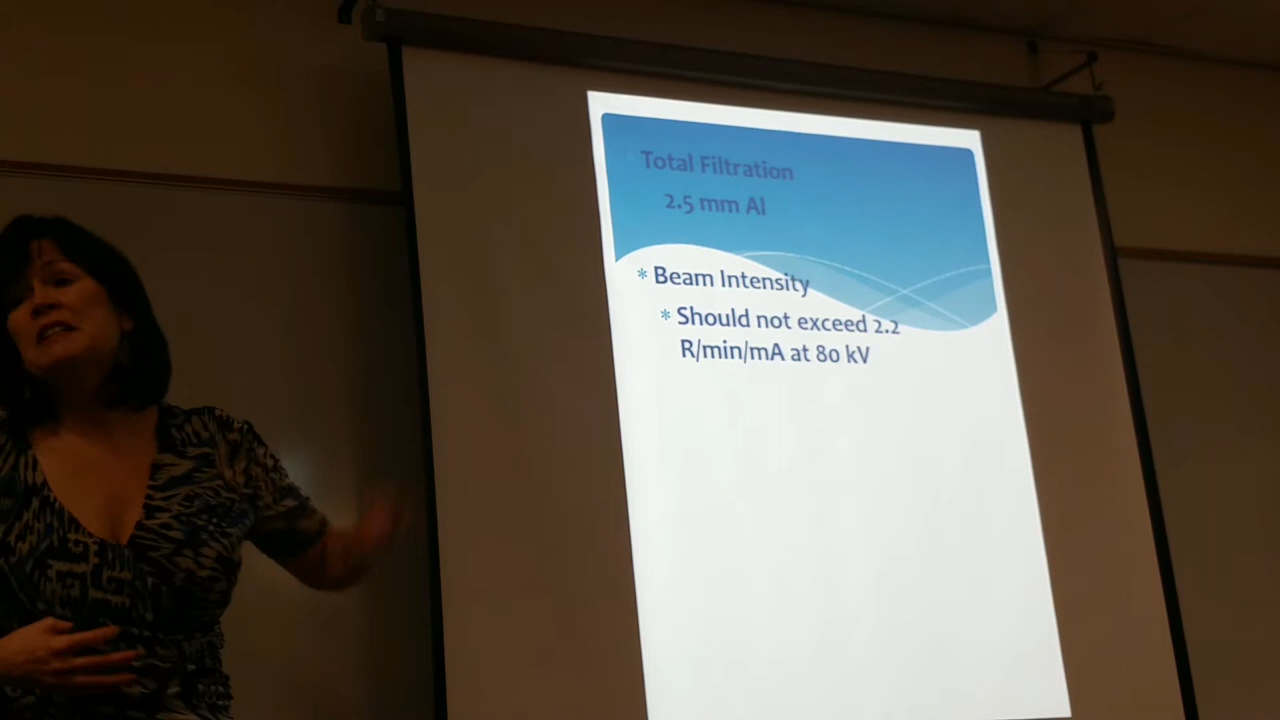 Total Filtration
2.5 mm Al
* Beam Intensity
* Should not exceed 2.2
R/min/mA at 80 kV